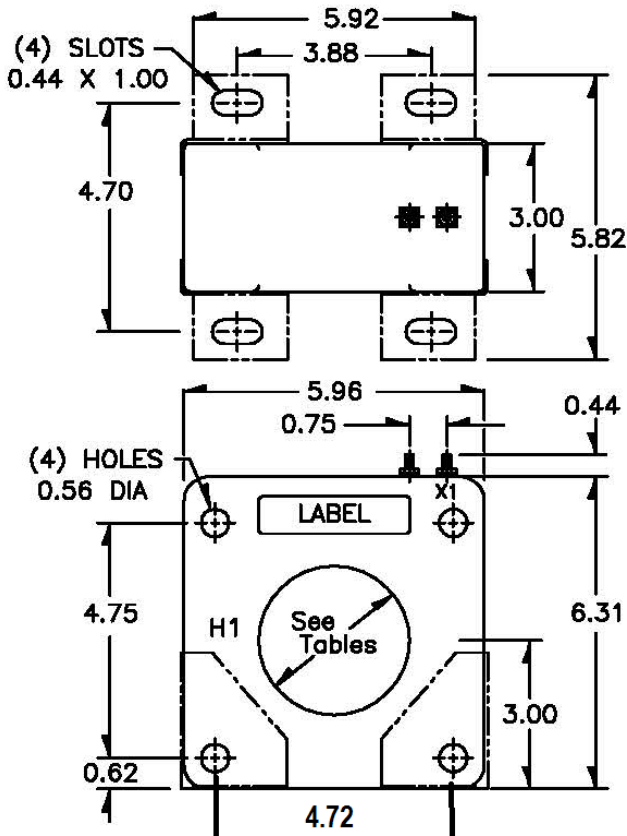 5.92
(4) SLOTS
3.88
0.44 X 1.00
4.70
3.00
5.82
5.96
0.44
0.75
(4) HOLES
X1
0.56 DIA
LABEL
4.75
6.31
H1
See
Tables
3.00
0.62
4.72